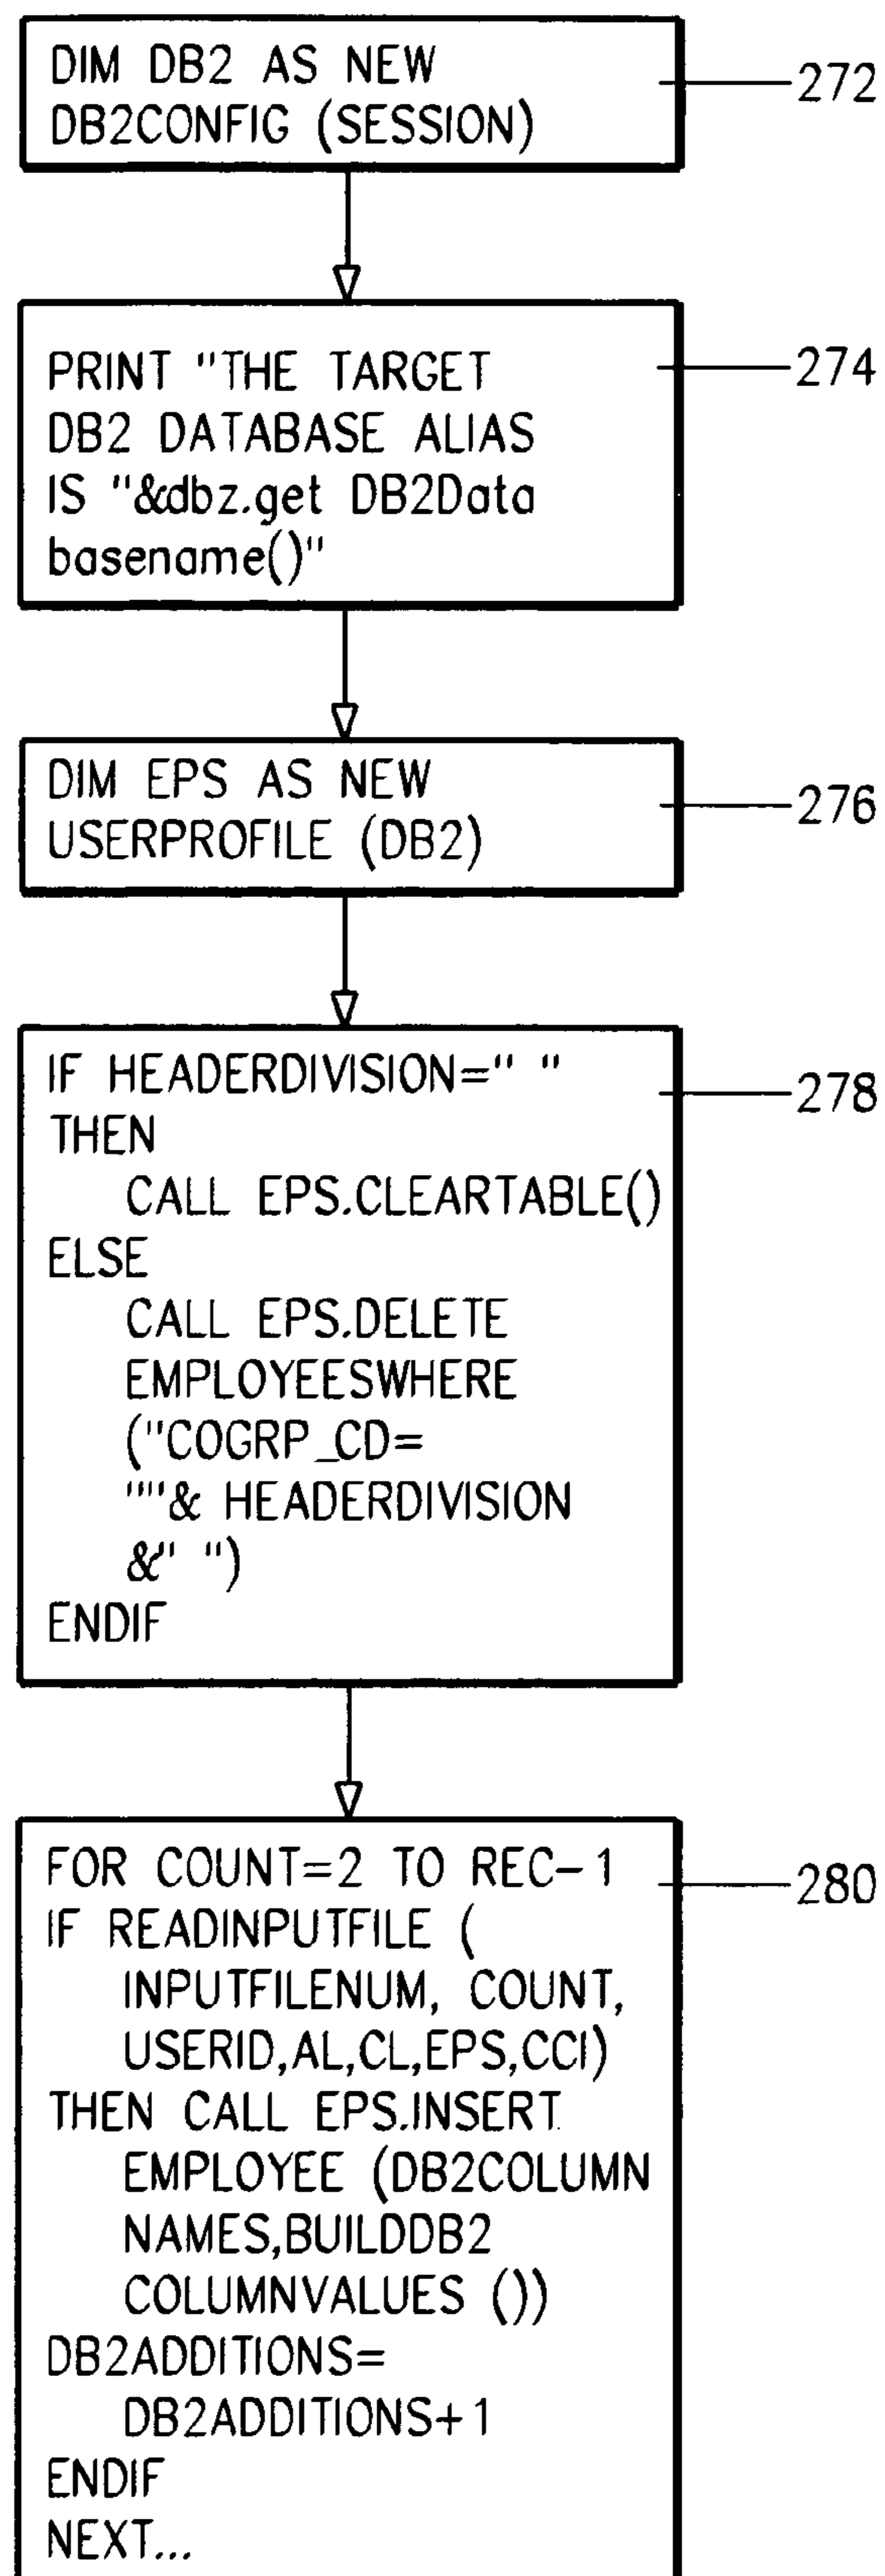 DIM DB2 AS NEW
DB2CONFIG (SESSION)
272
PRINT "THE TARGET
DB2 DATABASE ALIAS
IS "&dbz.get DB2Data
basename()"
274
DIM EPS AS NEW
USERPROFILE (DB2)
276
IF HEADERDIVISION=" "
THEN
CALL EPS.CLEARTABLE()
ELSE
CALL EPS.DELETE
EMPLOYEESWHERE
("COGRP_CD=
""& HEADERDIVISION
&" ")
ENDIF
278
FOR COUNT=2 TO REC-1
IF READINPUTFILE (
INPUTFILENUM, COUNT,
USERID,AL,CL,EPS,CCI)
THEN CALL EPS.INSERT
EMPLOYEE (DB2COLUMN
NAMES,BUILDDB2
COLUMNVALUES ())
DB2ADDITIONS=
DB2ADDITIONS+1
ENDIF
NEXT...
280